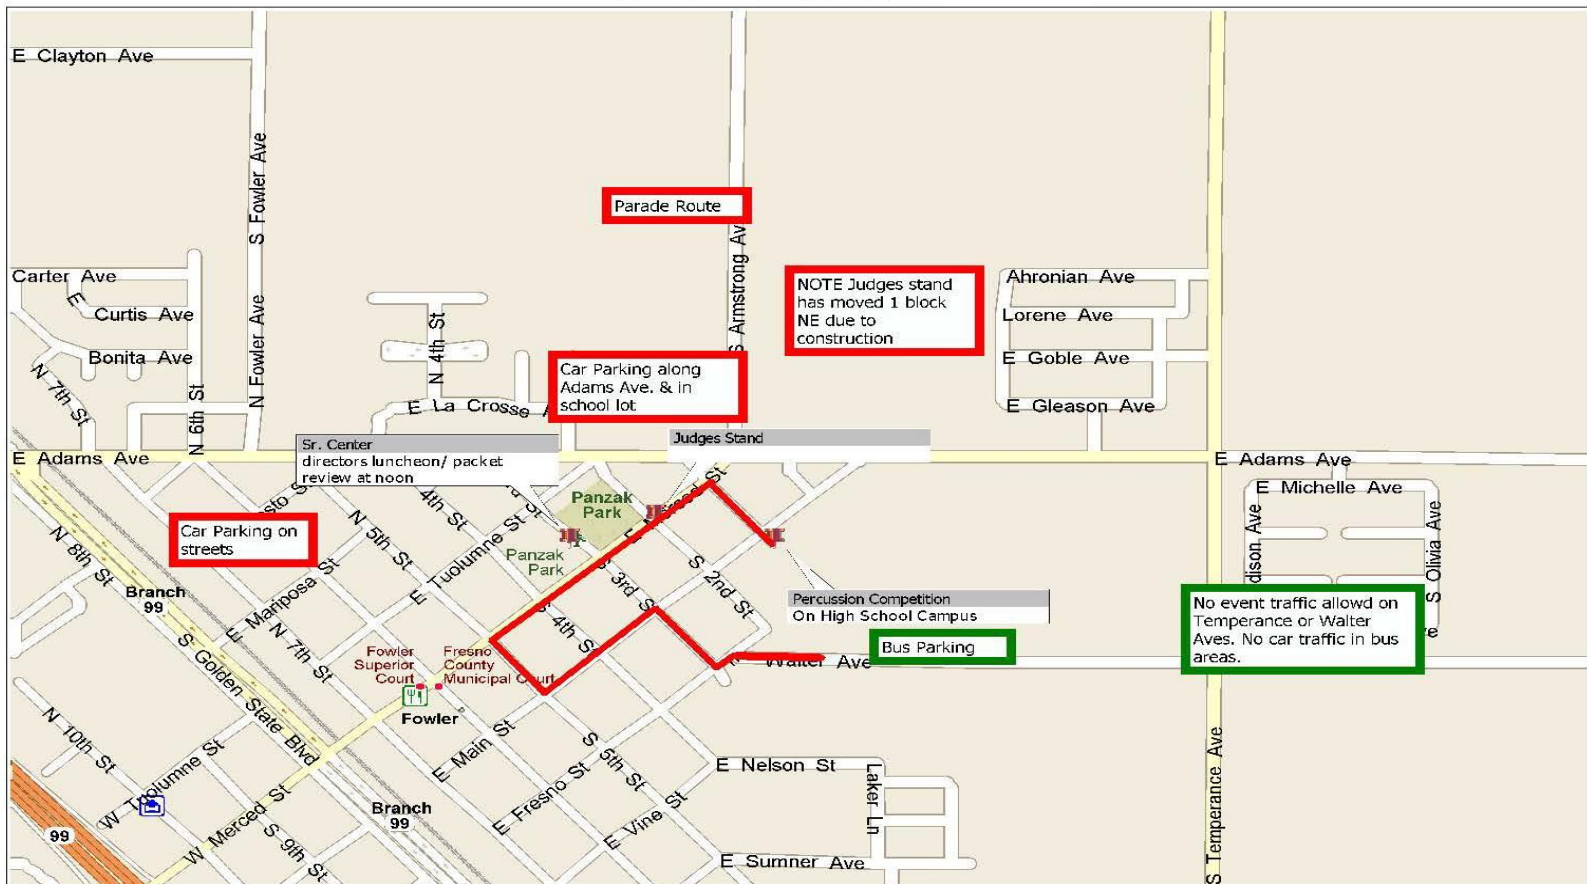 E Clayton Ave
S Fowler Ave
Parade Route
S Armstrong Av
NOTE Judges stand
has moved 1 block
NE due to
construction
Carter Ave
E Curtis Ave
Bonita Ave
N 7th St
N 6th St
N Fowler Ave
N 4th St
Ahronian Ave
Lorene Ave
E Goble Ave
E Gleason Ave
Car Parking along
Adams Ave. & in
school lot
E La Crosse
E Adams Ave
Sr. Center
directors luncheon/ packet
review at noon
Judges Stand
E Adams Ave
E Michelle Ave
dison Ave
S Olivia Ave
Panzak
Park
Panzak
Park
Car Parking on
streets
N 8th St
N 5th St
4th St
E Tuolumne St
E Mariposa St
N 7th St
S 2nd St
S 3rd St
S 4th St
Branch
99
S Golden State Blvd
Percussion Competition
On High School Campus
Bus Parking
E Walter Ave
No event traffic allowd on
Temperance or Walter
Aves. No car traffic in bus
areas.
Fowler
Superior
Court
Fresno
County
Municipal Court
Fowler
N 10th St
W Tuolumne St
E Main St
E Fresno St
S 5th St
E Vine St
E Nelson St
Laker Ln
E Sumner Ave
S Temperance Ave
W Merced St
S 9th St
Branch
99
99